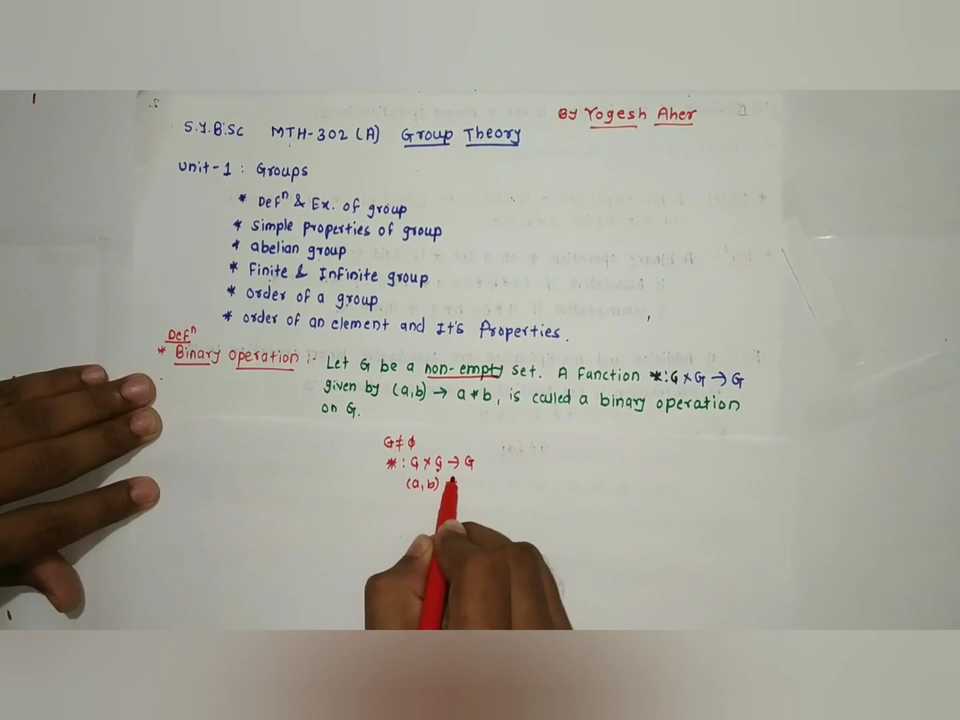 By Yogesh Aher
S.Y.B.Sc MTH-302 (A) Group Theory
Unit-1 : Groups
* Defⁿ & Ex. of group
* simple properties of group
* abelian group
* Finite & Infinite group
* order of a group
* order of an element and It's Properties.
Defⁿ
* Binary operation :- Let G be a non-empty set. A Function *: G × G → G
given by (a,b) → a * b, is called a binary operation
on G.
G ≠ ϕ
* : G × G → G
(a, b)